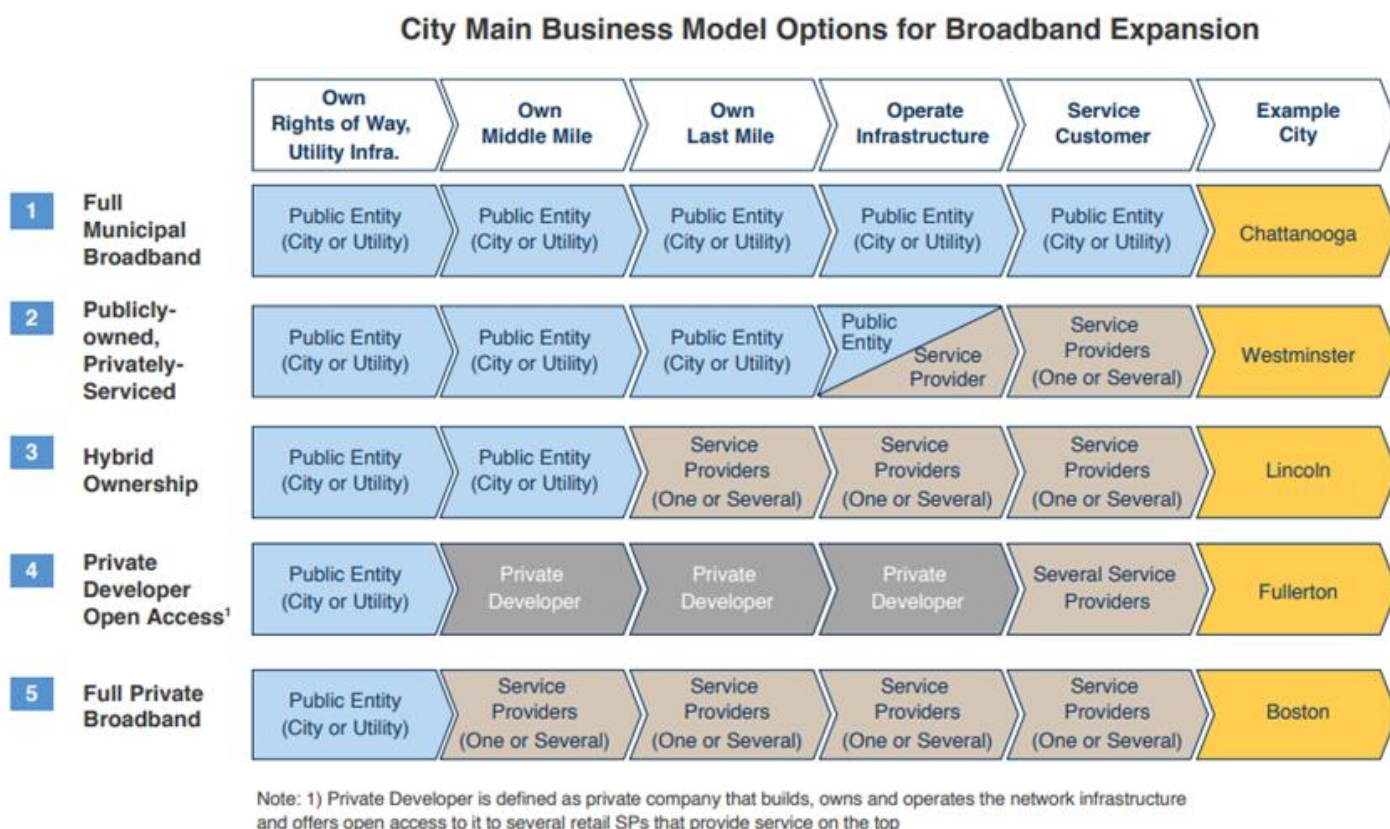 City Main Business Model Options for Broadband Expansion
Own
Rights of Way,
Utility Infra.
Own
Middle Mile
Own
Last Mile
Operate
Infrastructure
Service
Customer
Example
City
1
Full
Municipal
Broadband
Public Entity
(City or Utility)
Public Entity
(City or Utility)
Public Entity
(City or Utility)
Public Entity
(City or Utility)
Public Entity
(City or Utility)
Chattanooga
2
Publicly-
owned,
Privately-
Serviced
Public Entity
(City or Utility)
Public Entity
(City or Utility)
Public Entity
(City or Utility)
Public
Entity
Service
Provider
Service
Providers
(One or Several)
Westminster
3
Hybrid
Ownership
Public Entity
(City or Utility)
Public Entity
(City or Utility)
Service
Providers
(One or Several)
Service
Providers
(One or Several)
Service
Providers
(One or Several)
Lincoln
4
Private
Developer
Open Access¹
Public Entity
(City or Utility)
Private
Developer
Private
Developer
Private
Developer
Several Service
Providers
Fullerton
5
Full Private
Broadband
Public Entity
(City or Utility)
Service
Providers
(One or Several)
Service
Providers
(One or Several)
Service
Providers
(One or Several)
Service
Providers
(One or Several)
Boston
Note: 1) Private Developer is defined as private company that builds, owns and operates the network infrastructure
and offers open access to it to several retail SPs that provide service on the top